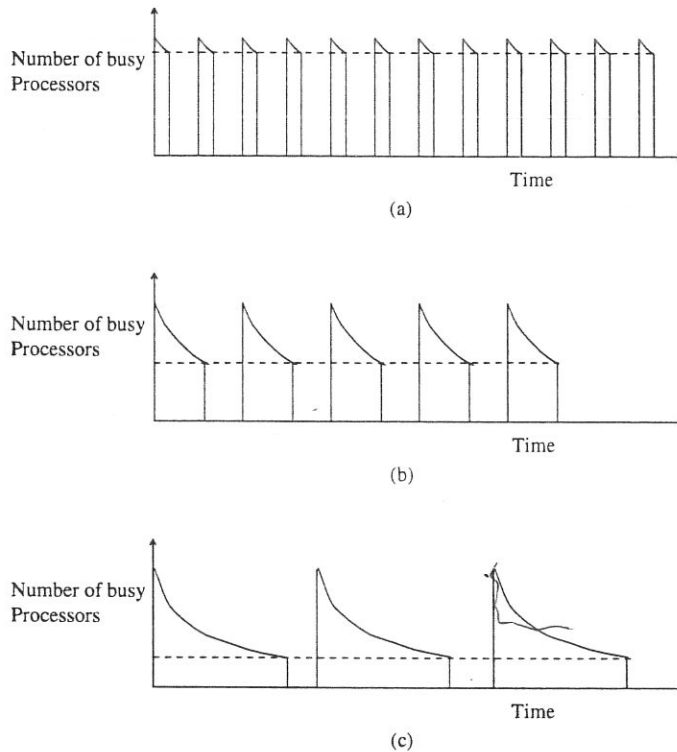 Number of busy
Processors
Time
(a)
Number of busy
Processors
Time
(b)
Number of busy
Processors
Time
(c)